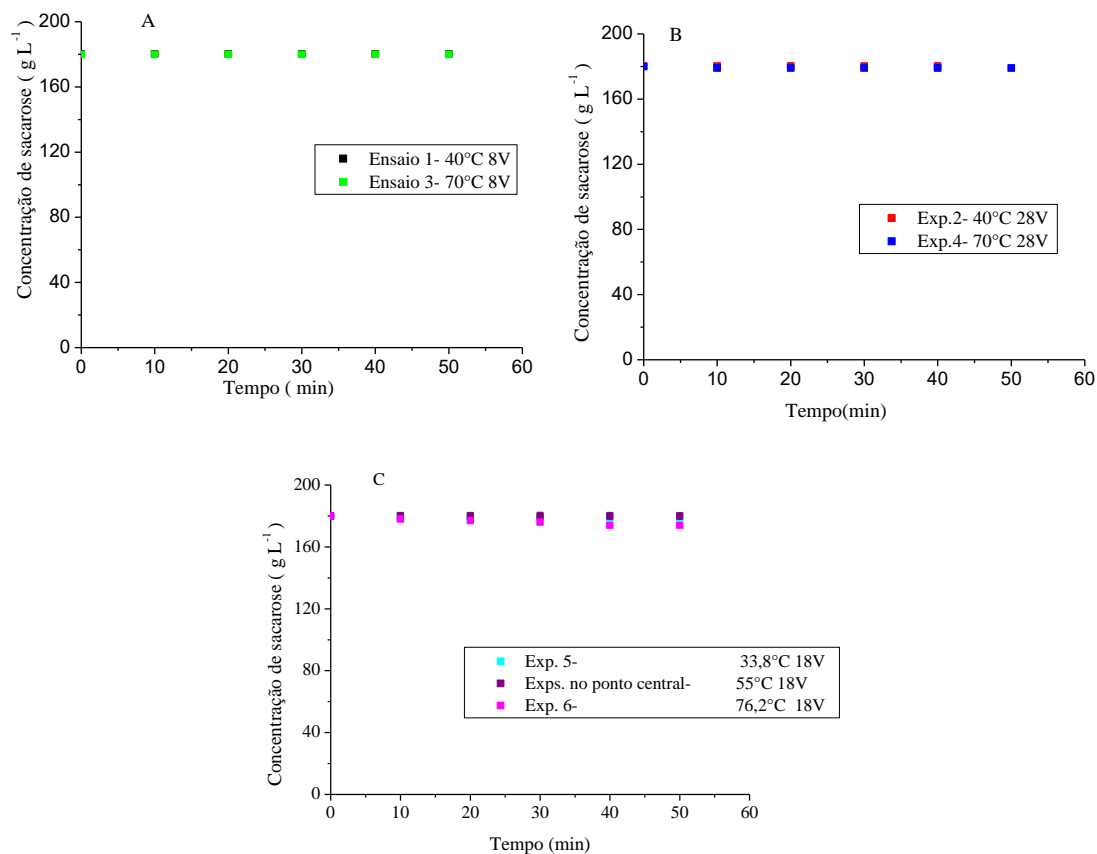 A
Concentração de sacarose ( g L-1)
200
160
120
80
40
0
Ensaio 1- 40°C 8V
Ensaio 3- 70°C 8V
0 10 20 30 40 50 60
Tempo ( min)
B
Concentração de sacarose ( g L-1)
200
160
120
80
40
0
Exp.2- 40°C 28V
Exp.4- 70°C 28V
0 10 20 30 40 50 60
Tempo(min)
C
Concentração de sacarose ( g L-1)
200
160
120
80
40
0
Exp. 5- 33,8°C 18V
Exps. no ponto central- 55°C 18V
Exp. 6- 76,2°C 18V
0 10 20 30 40 50 60
Tempo (min)